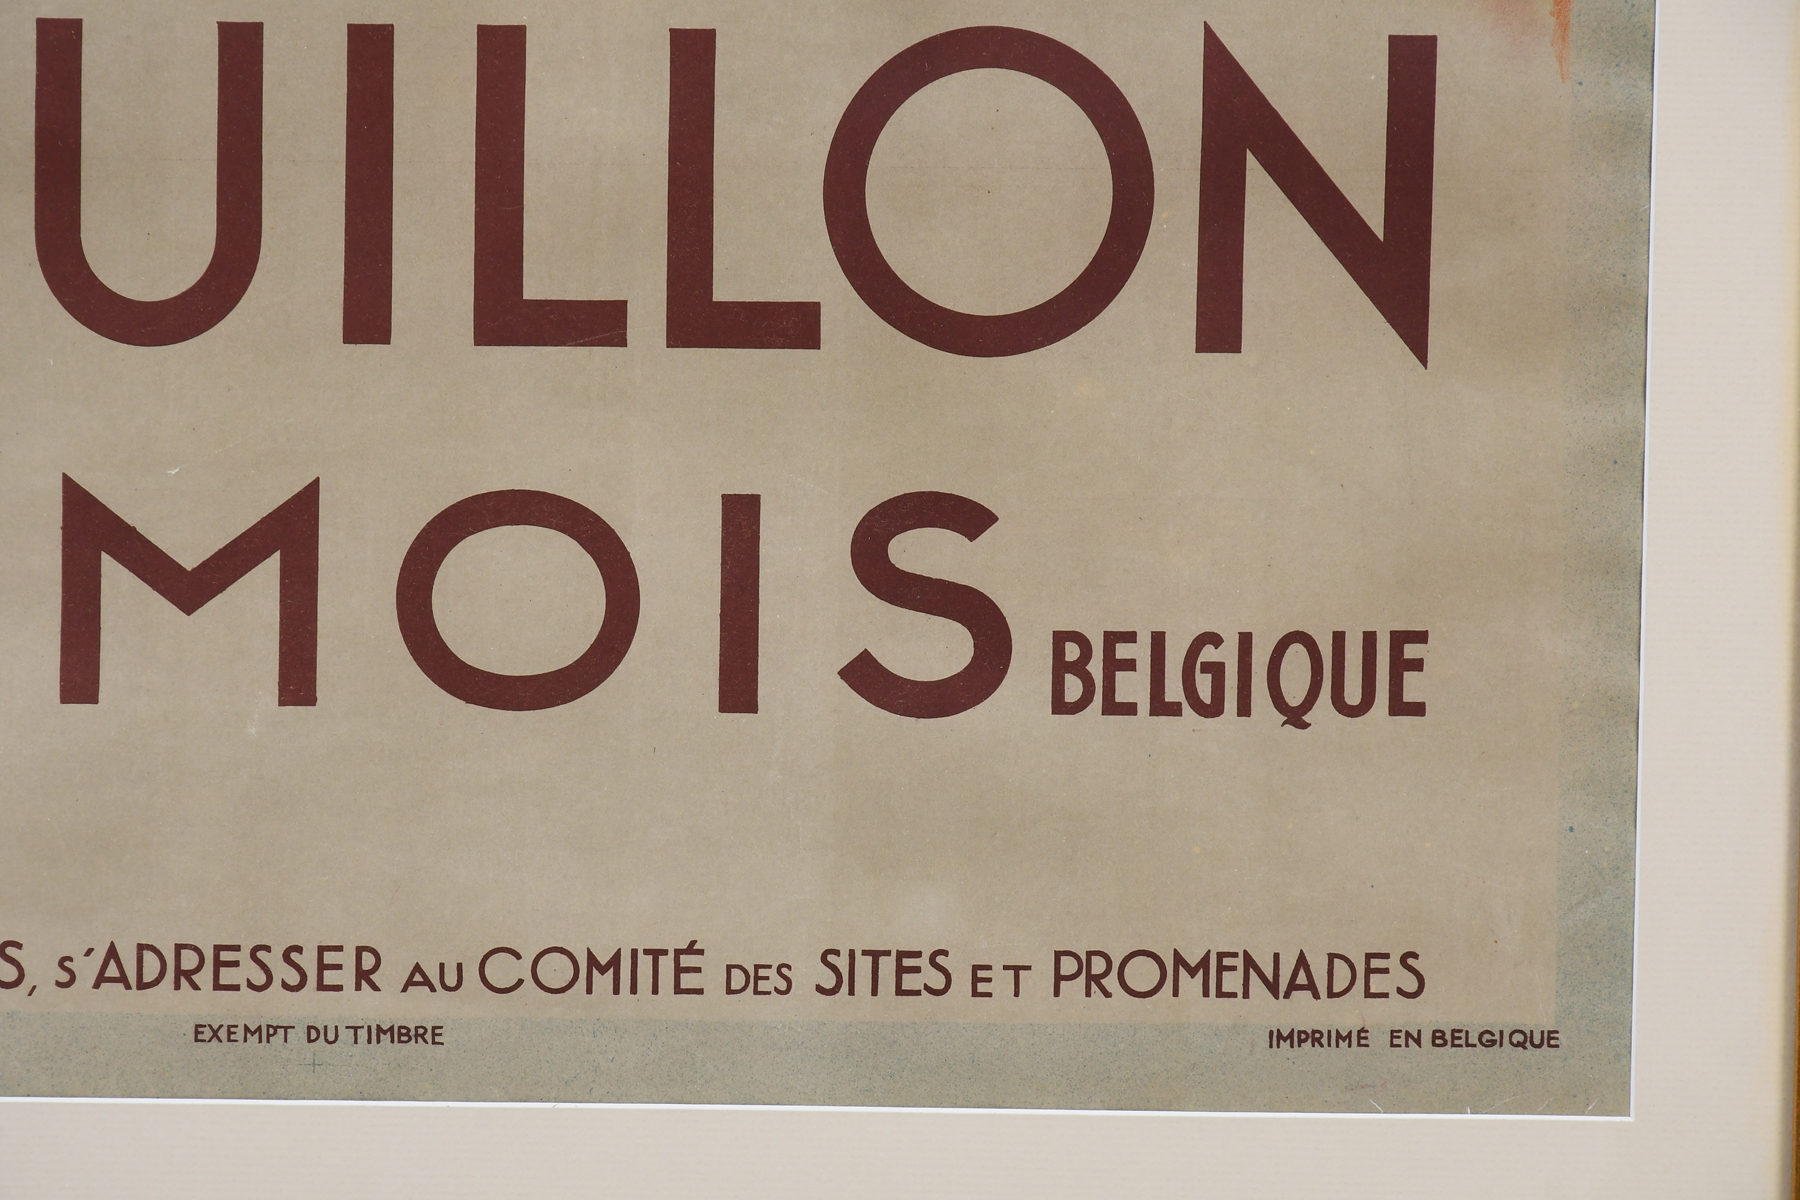 UILLON
MOIS BELGIQUE
S, s'ADRESSER AU COMITÉ DES SITES ET PROMENADES
EXEMPT DU TIMBRE IMPRIMÉ EN BELGIQUE